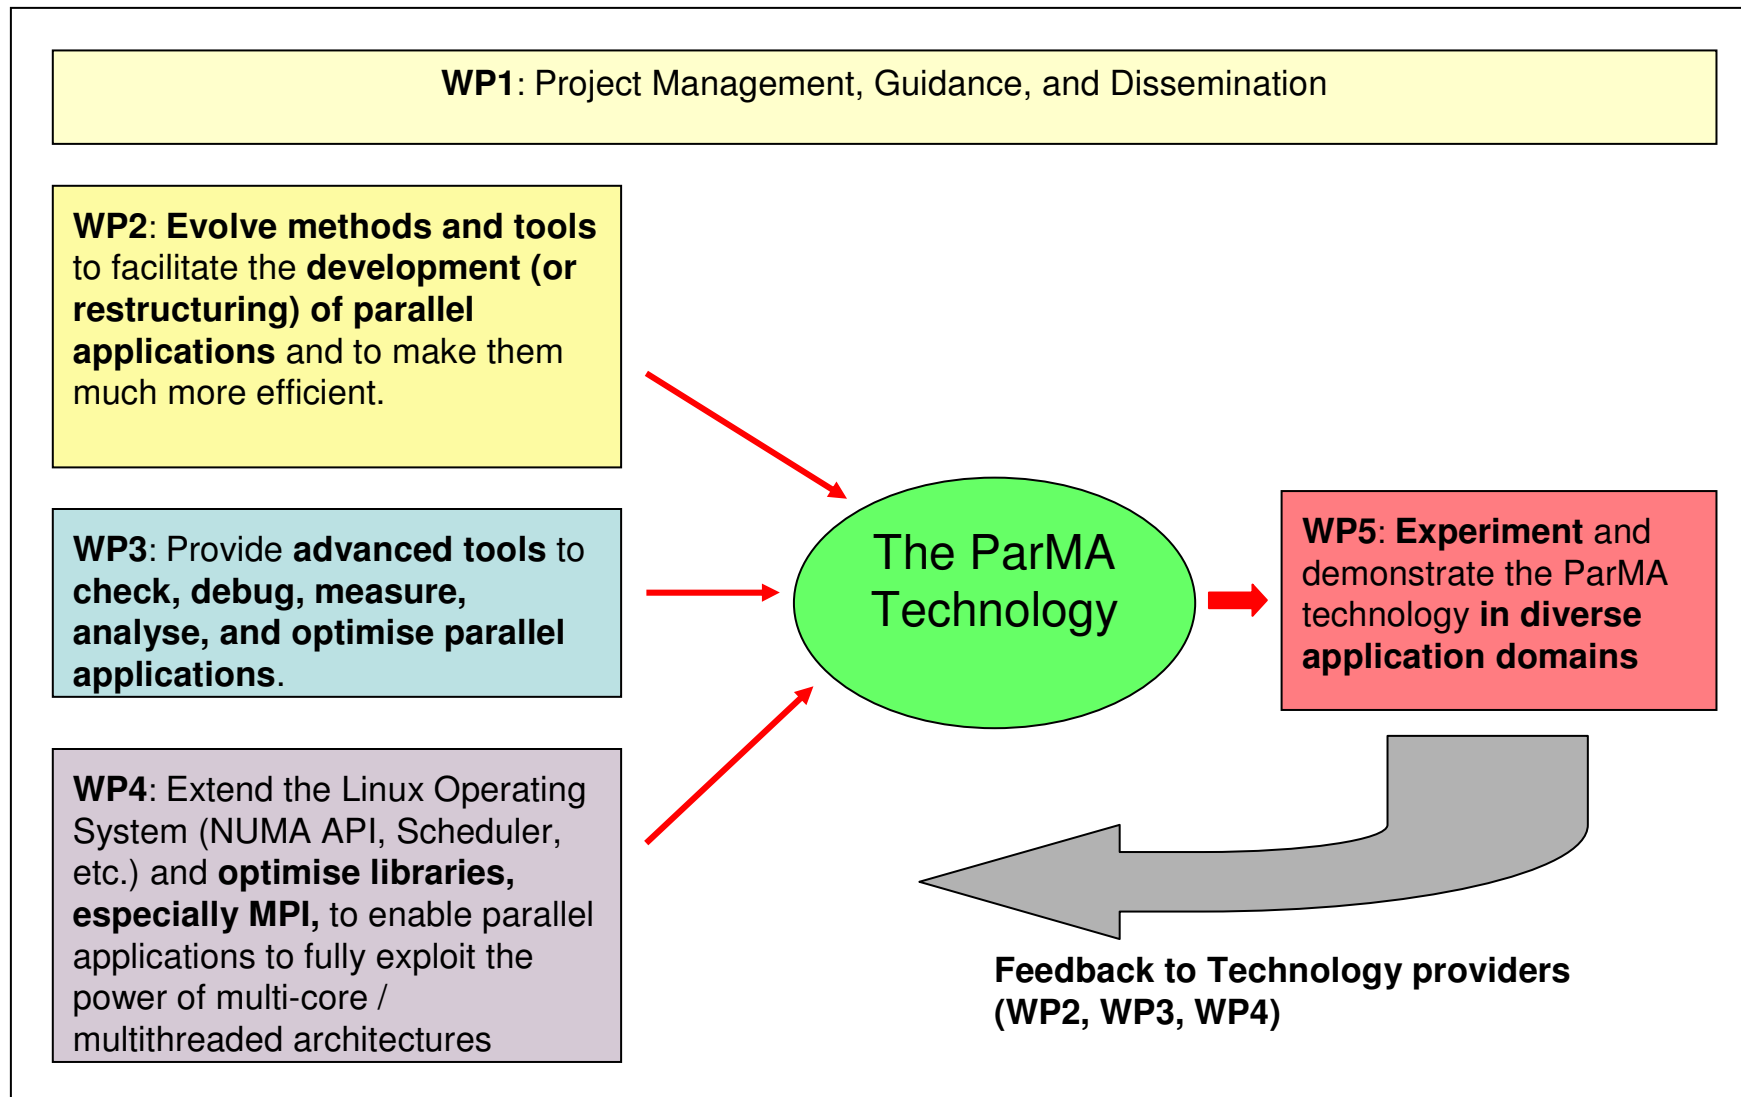 WP1: Project Management, Guidance, and Dissemination
WP2: Evolve methods and tools
to facilitate the development (or
restructuring) of parallel
applications and to make them
much more efficient.
WP3: Provide advanced tools to
check, debug, measure,
analyse, and optimise parallel
applications.
WP4: Extend the Linux Operating
System (NUMA API, Scheduler,
etc.) and optimise libraries,
especially MPI, to enable parallel
applications to fully exploit the
power of multi-core /
multithreaded architectures
The ParMA
Technology
WP5: Experiment and
demonstrate the ParMA
technology in diverse
application domains
Feedback to Technology providers
(WP2, WP3, WP4)